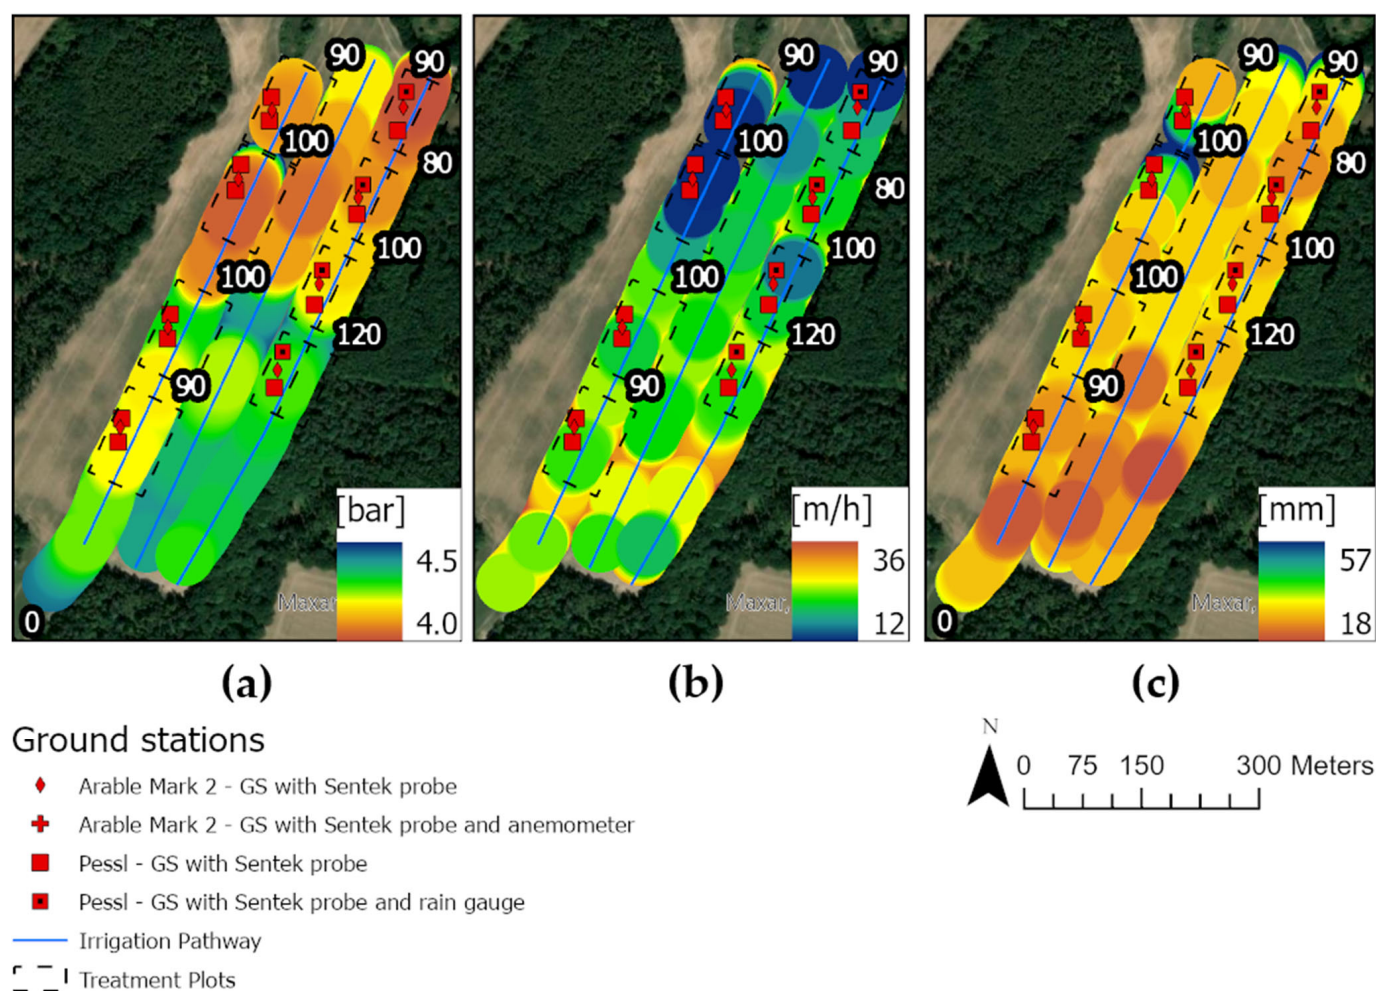 90
90
100
80
100
100
120
90
[bar]
4.5
4.0
Maxar
0
90
90
100
80
100
100
120
90
[m/h]
36
12
Maxar,
90
90
100
80
100
100
120
90
[mm]
57
18
Maxar,
0
(a)
(b)
(c)
Ground stations
Arable Mark 2 - GS with Sentek probe
Arable Mark 2 - GS with Sentek probe and anemometer
Pessl - GS with Sentek probe
Pessl - GS with Sentek probe and rain gauge
Irrigation Pathway
Treatment Plots
N
0 75 150 300 Meters